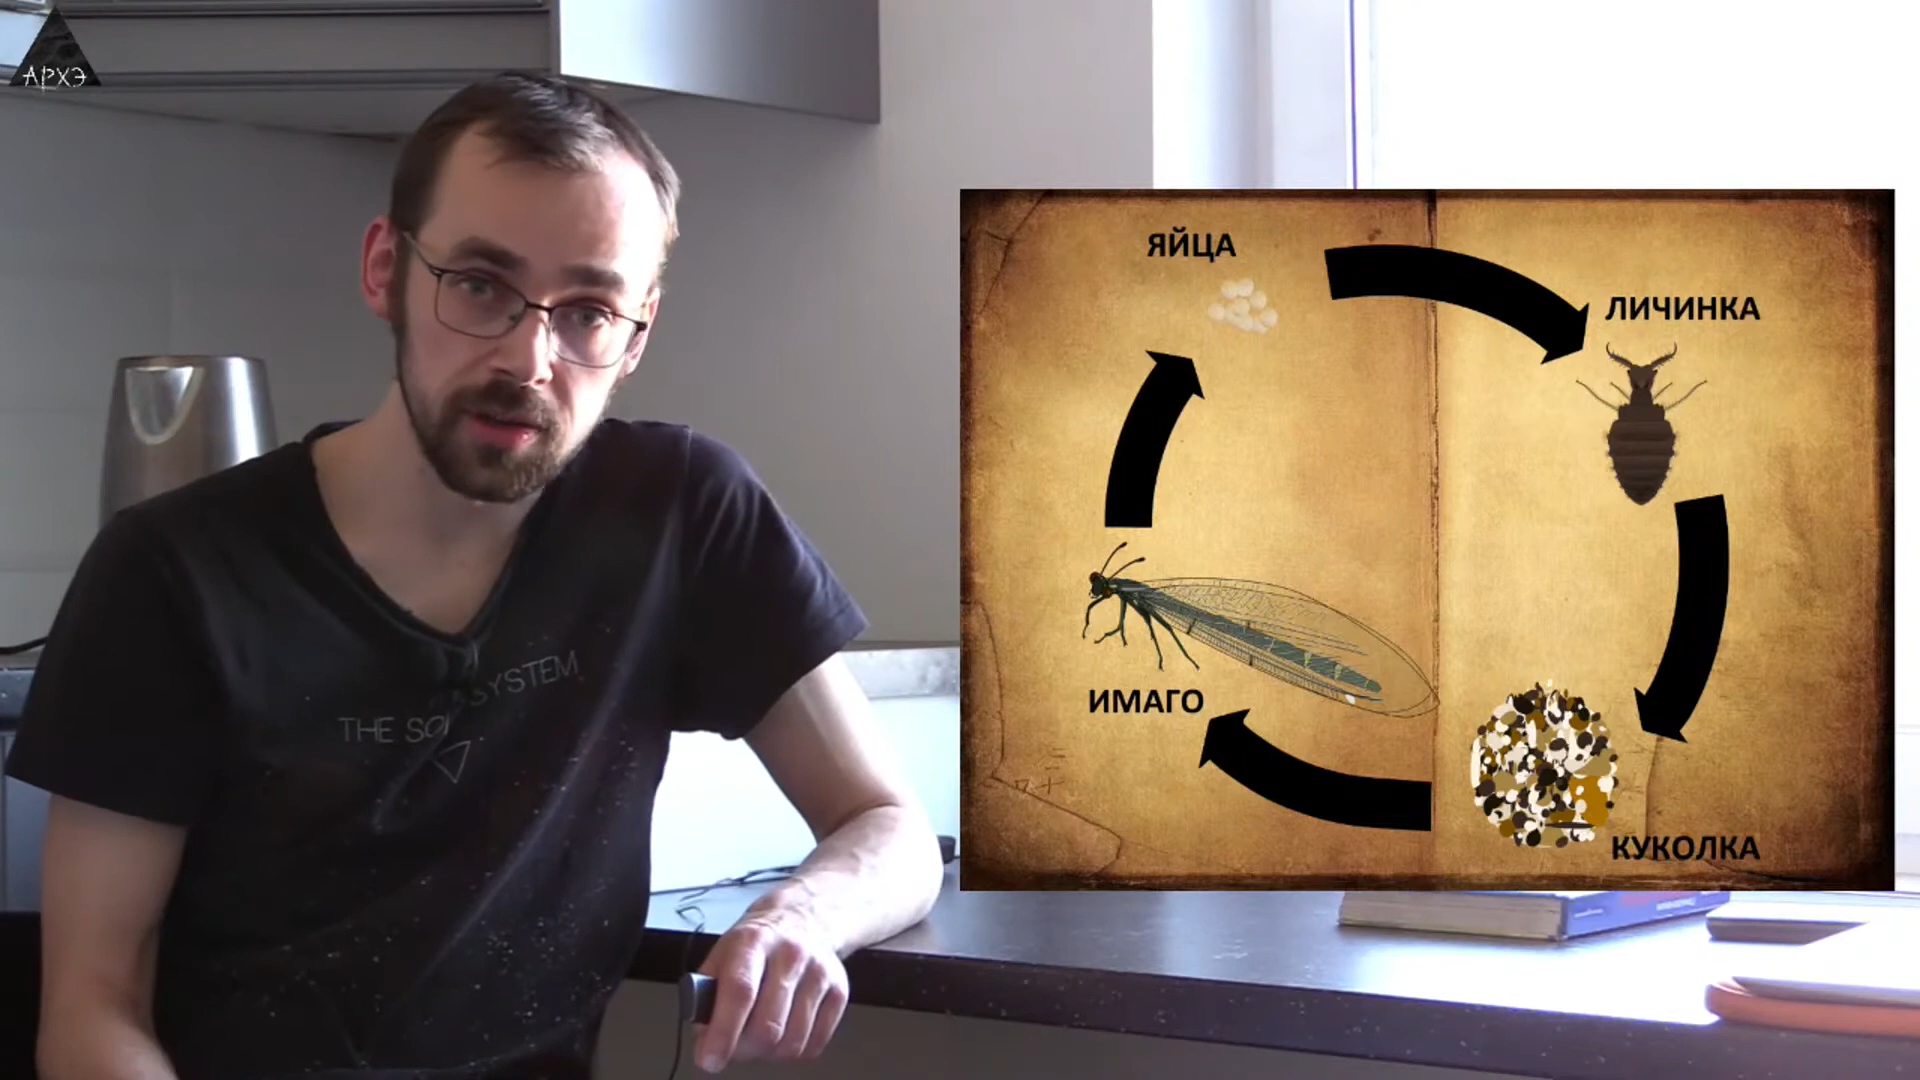 АРХЭ
ЯЙЦА
ЛИЧИНКА
ИМАГО
КУКОЛКА
THE SO
SYSTEM